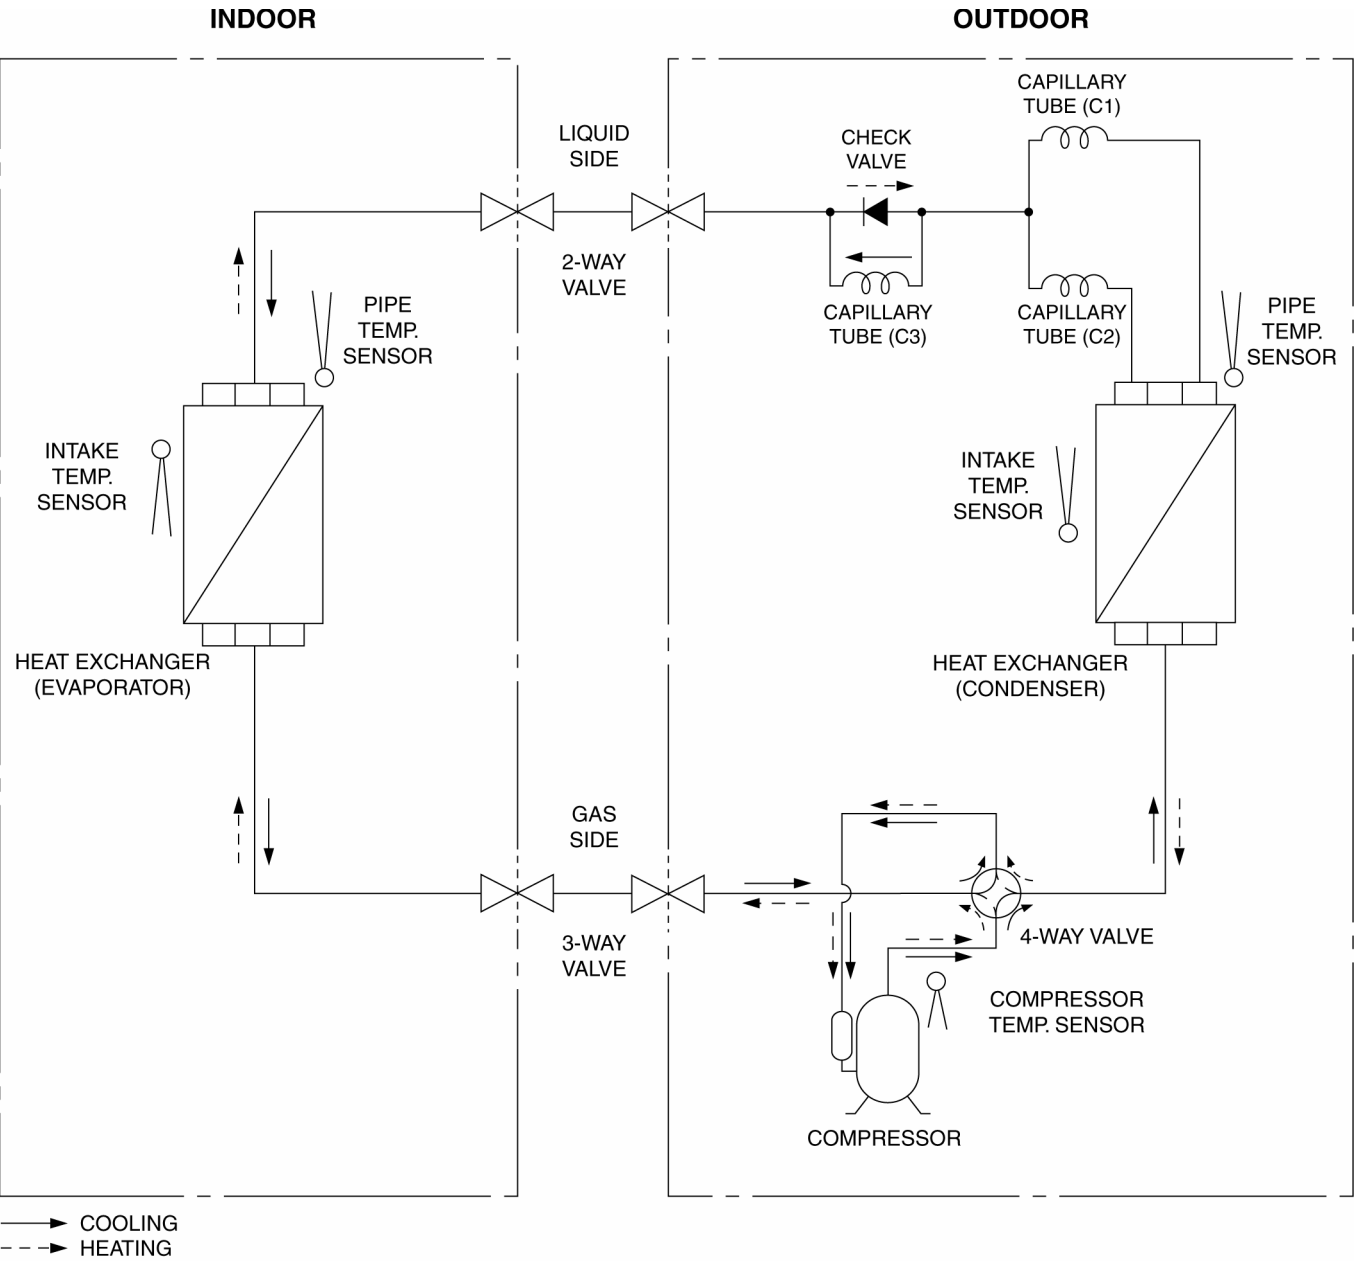 INDOOR
OUTDOOR
CAPILLARY
TUBE (C1)
LIQUID
SIDE
CHECK
VALVE
2-WAY
VALVE
PIPE
TEMP.
SENSOR
CAPILLARY
TUBE (C3)
CAPILLARY
TUBE (C2)
PIPE
TEMP.
SENSOR
INTAKE
TEMP.
SENSOR
INTAKE
TEMP.
SENSOR
HEAT EXCHANGER
(EVAPORATOR)
HEAT EXCHANGER
(CONDENSER)
GAS
SIDE
3-WAY
VALVE
4-WAY VALVE
COMPRESSOR
TEMP. SENSOR
COMPRESSOR
COOLING
HEATING